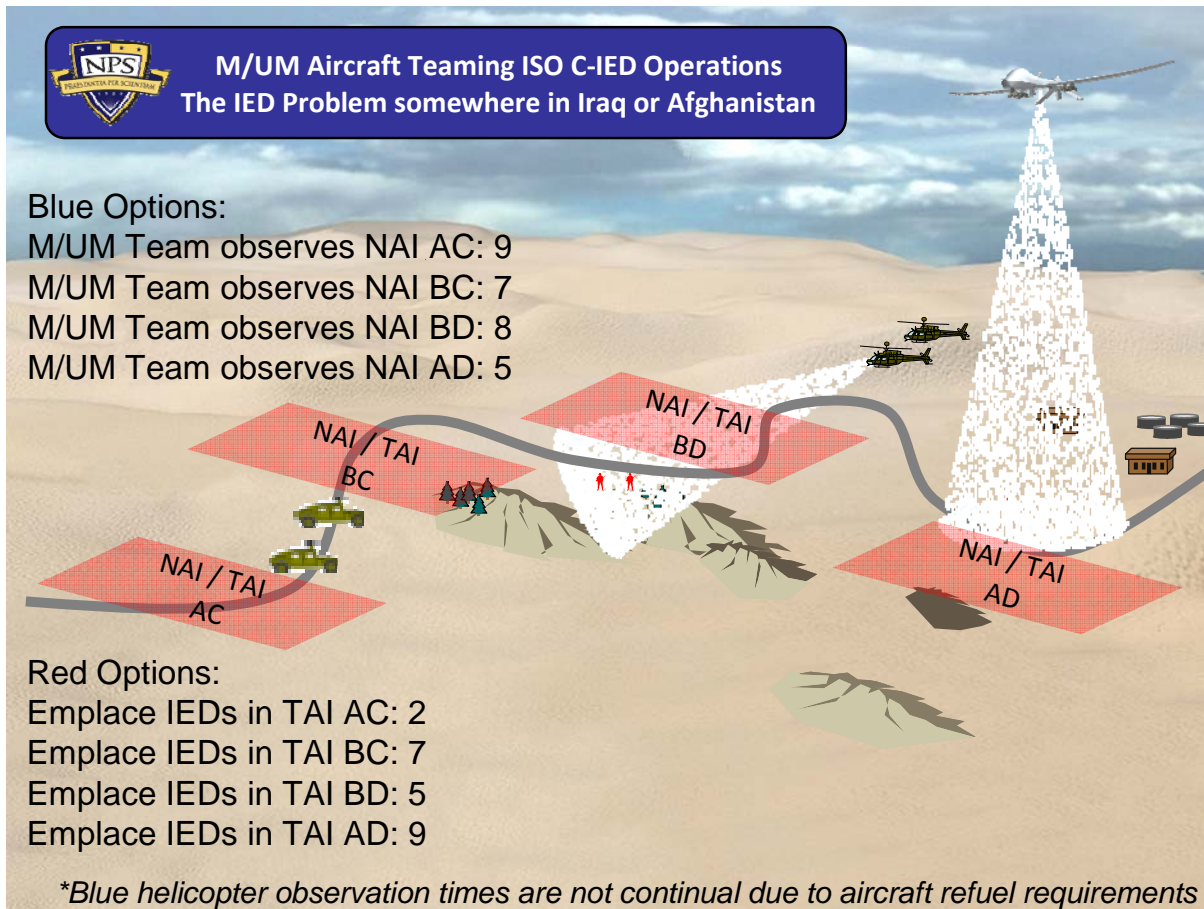 NPS
PRAESTANTIA PER SCIENTIAM
M/UM Aircraft Teaming ISO C-IED Operations
The IED Problem somewhere in Iraq or Afghanistan
Blue Options:
M/UM Team observes NAI AC: 9
M/UM Team observes NAI BC: 7
M/UM Team observes NAI BD: 8
M/UM Team observes NAI AD: 5
NAI / TAI
BD
NAI / TAI
BC
NAI / TAI
AD
NAI / TAI
AC
Red Options:
Emplace IEDs in TAI AC: 2
Emplace IEDs in TAI BC: 7
Emplace IEDs in TAI BD: 5
Emplace IEDs in TAI AD: 9
*Blue helicopter observation times are not continual due to aircraft refuel requirements